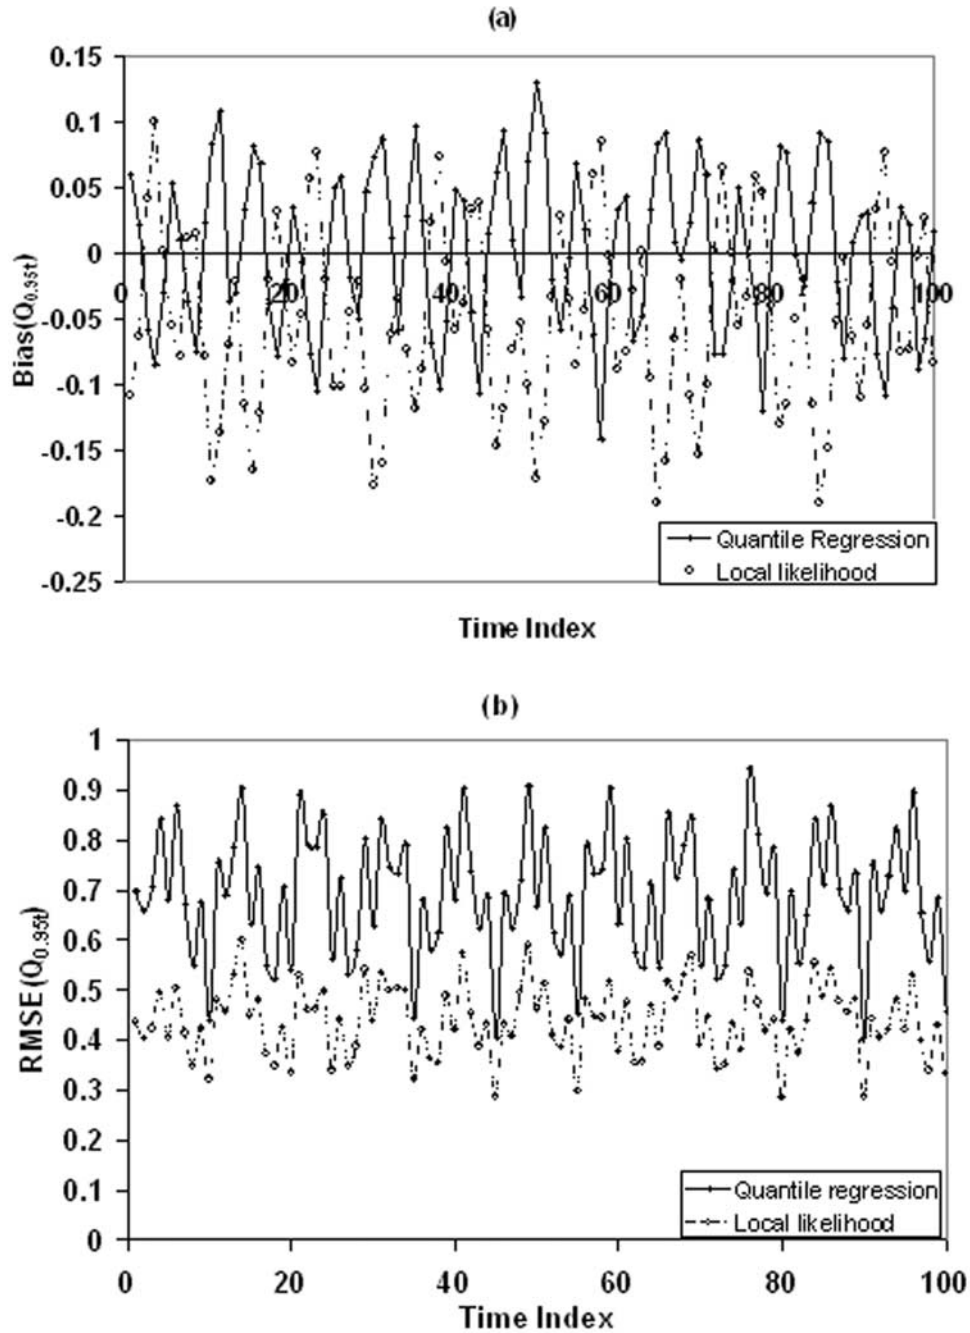 (a)
0.15
0.1
0.05
0
-0.05
-0.1
-0.15
-0.2
-0.25
Bias(Q0.95t)
0 20 40 60 80 100
Quantile Regression
Local likelihood
Time Index
(b)
1
0.9
0.8
0.7
0.6
0.5
0.4
0.3
0.2
0.1
0
RMSE(Q0.95t)
Quantile regression
Local likelihood
0 20 40 60 80 100
Time Index